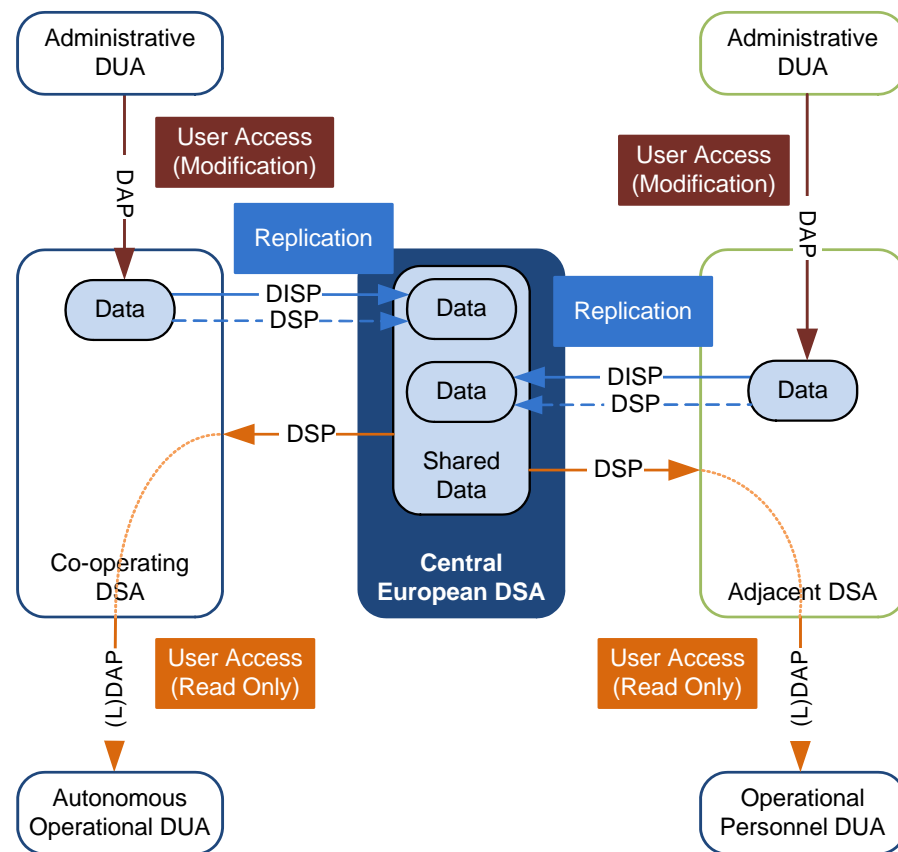 Administrative
DUA
Administrative
DUA
User Access
(Modification)
User Access
(Modification)
DAP
DAP
Replication
Replication
Data
DISP
DSP
Data
Data
DISP
DSP
Data
DSP
Shared
Data
DSP
Co-operating
DSA
Central
European DSA
Adjacent DSA
User Access
(Read Only)
User Access
(Read Only)
(L)DAP
(L)DAP
Autonomous
Operational DUA
Operational
Personnel DUA